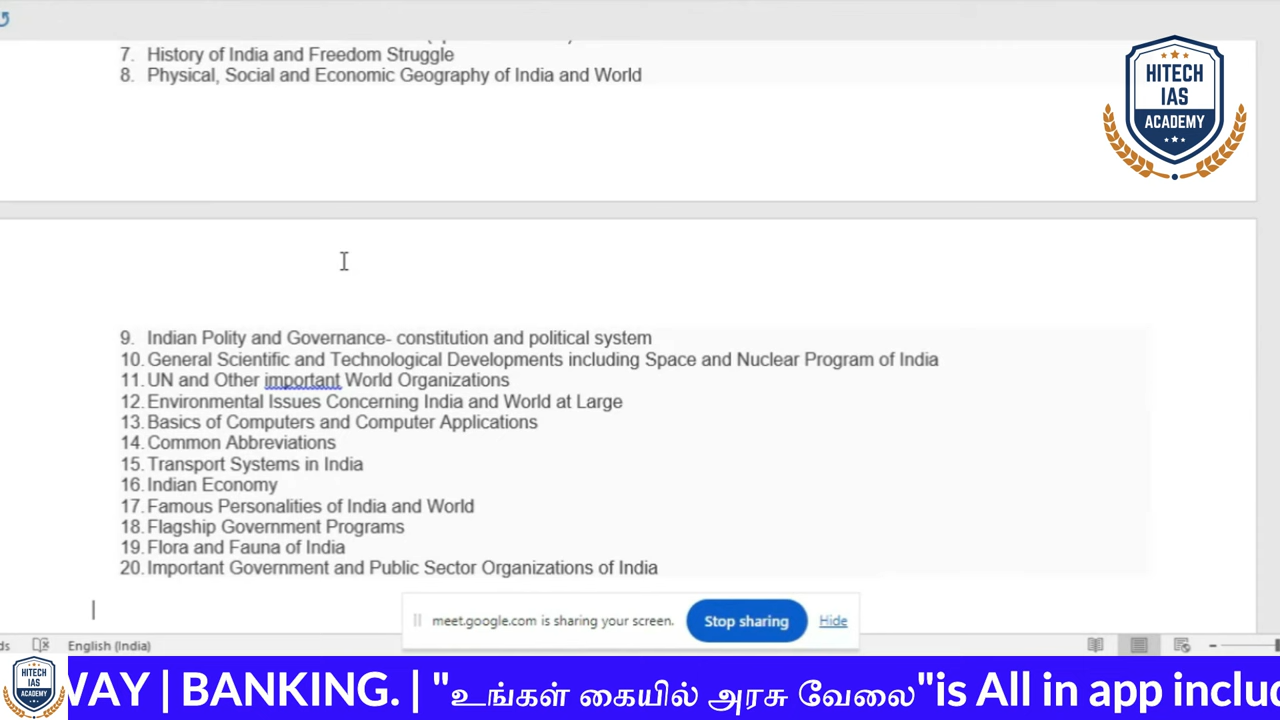 7. History of India and Freedom Struggle
8. Physical, Social and Economic Geography of India and World
HITECH
IAS
ACADEMY
9. Indian Polity and Governance- constitution and political system
10. General Scientific and Technological Developments including Space and Nuclear Program of India
11. UN and Other important World Organizations
12. Environmental Issues Concerning India and World at Large
13. Basics of Computers and Computer Applications
14. Common Abbreviations
15. Transport Systems in India
16. Indian Economy
17. Famous Personalities of India and World
18. Flagship Government Programs
19. Flora and Fauna of India
20. Important Government and Public Sector Organizations of India
meet.google.com is sharing your screen. Stop sharing Hide
English (India)
HITECH
IAS
ACADEMY
WAY | BANKING. | "உங்கள் கையில் அரசு வேலை"is All in app inclu